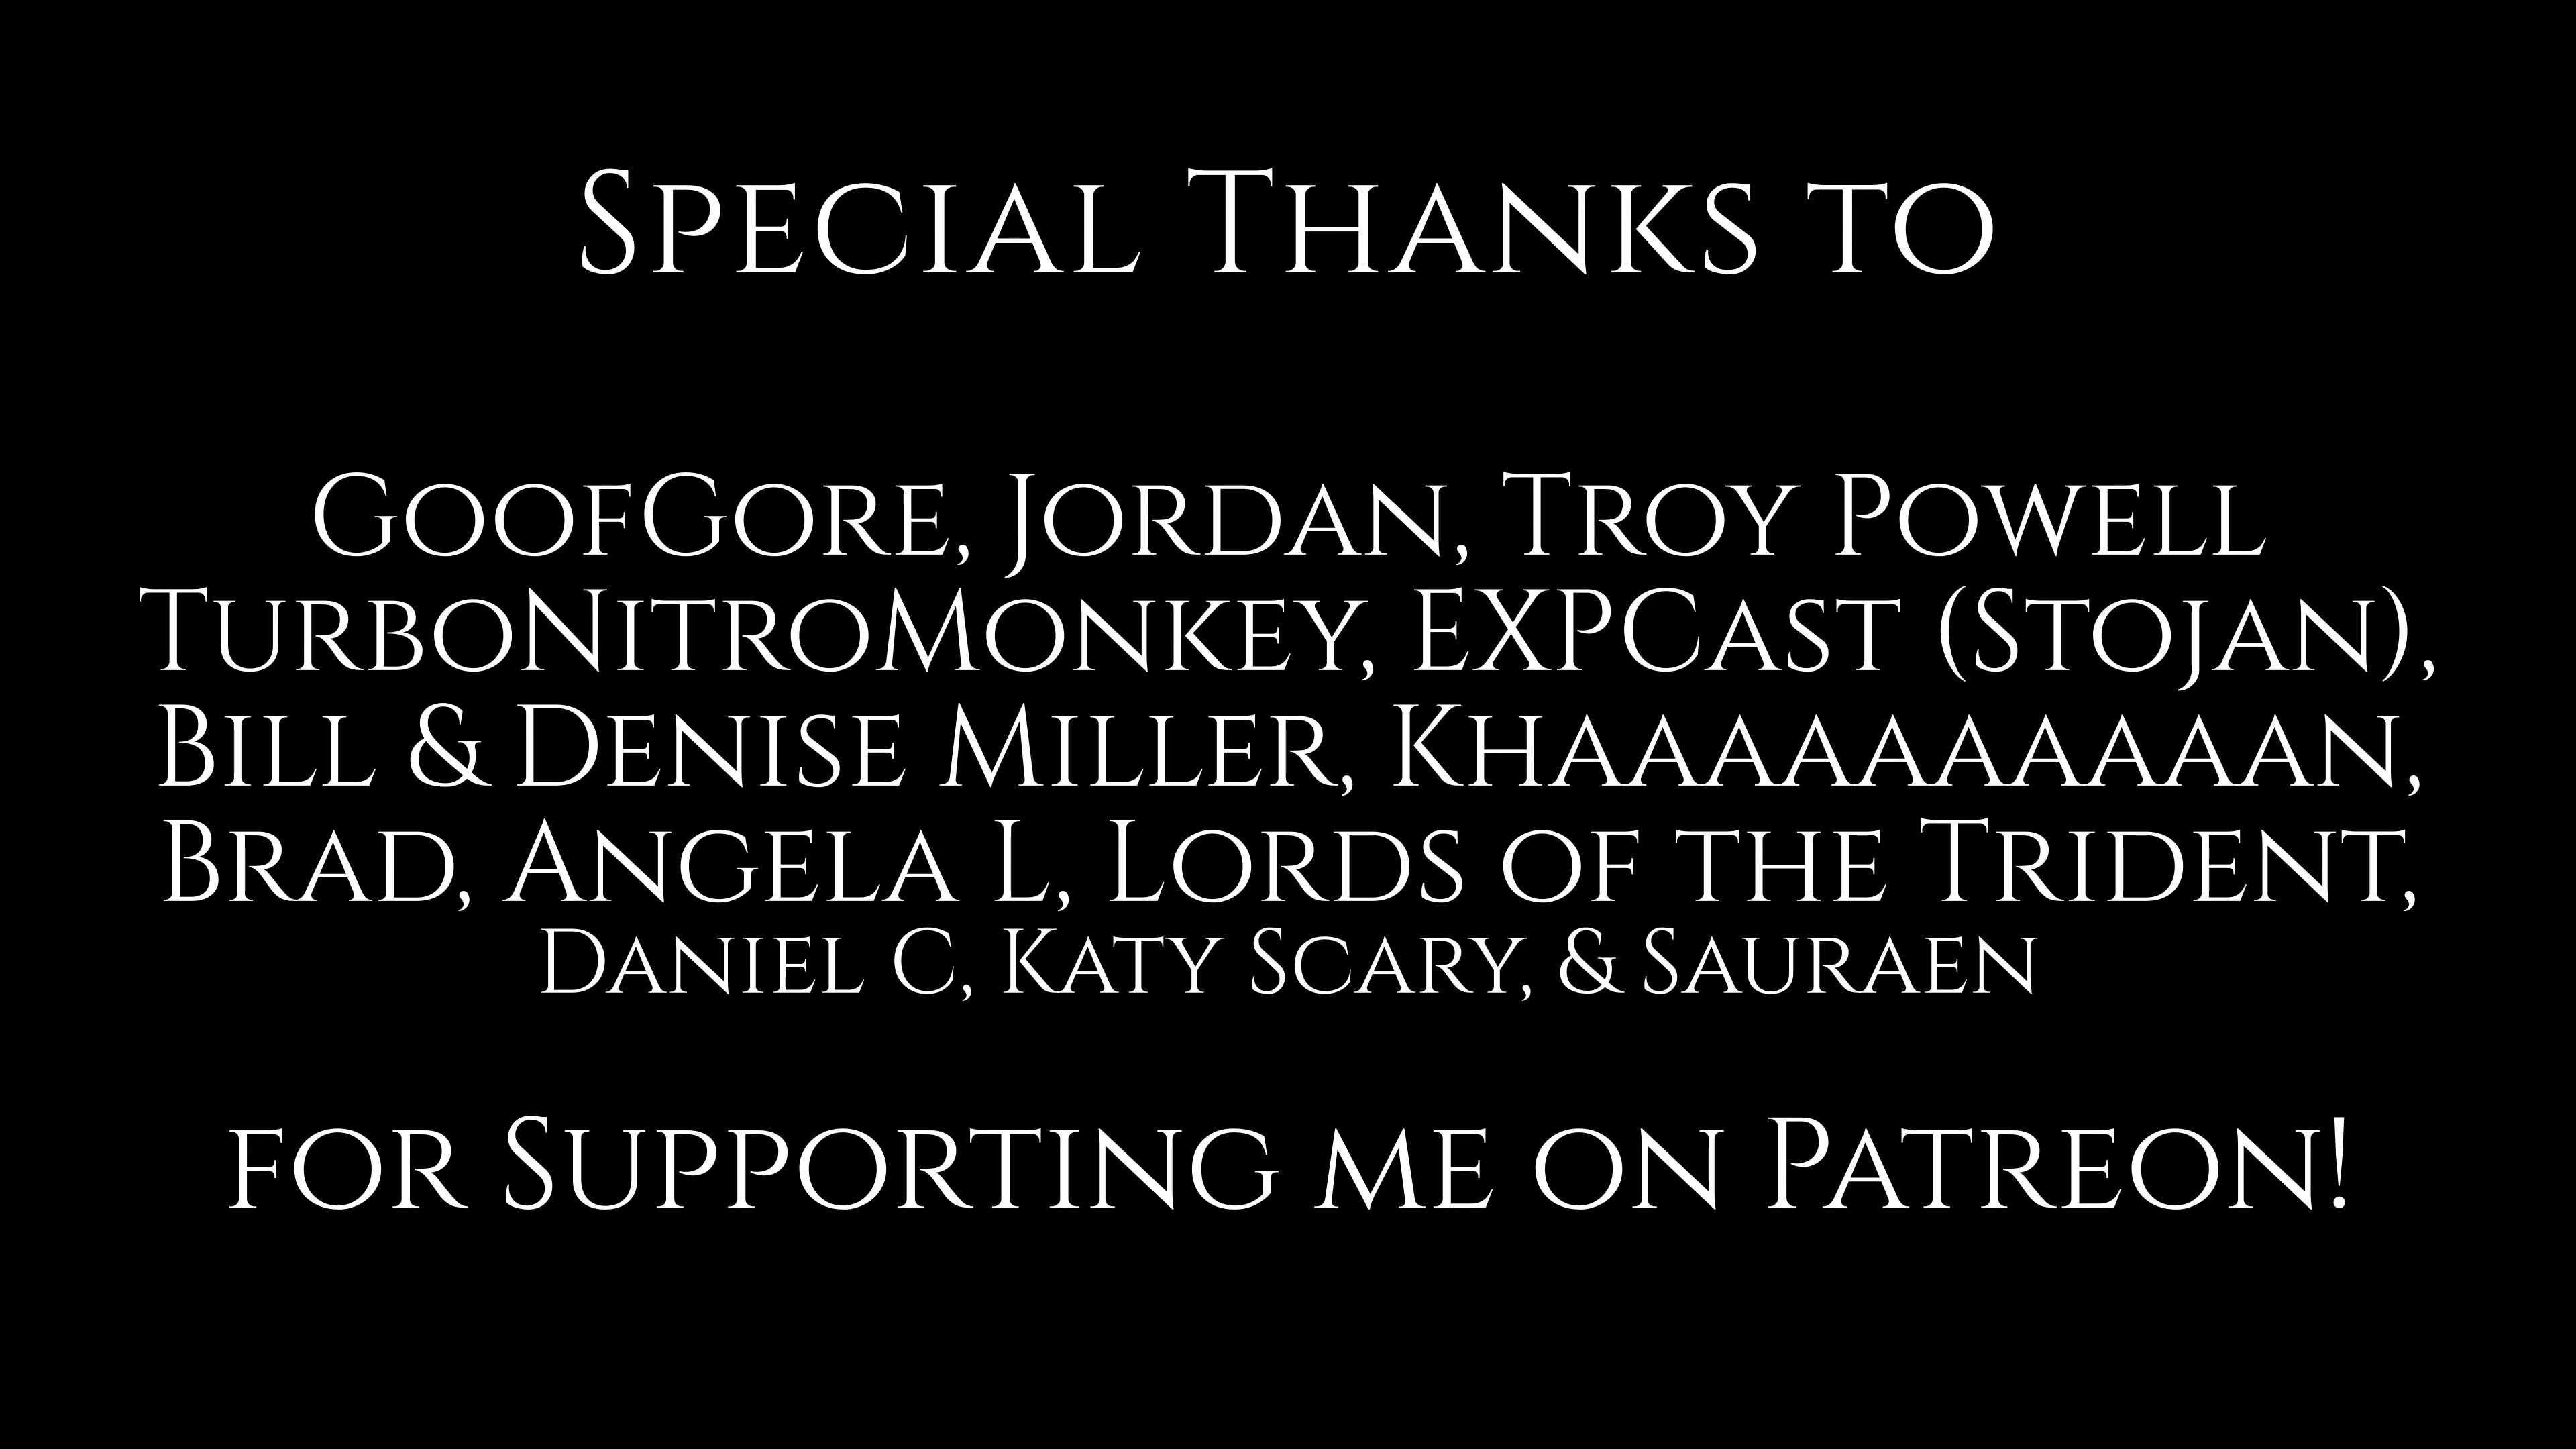 Special Thanks to
GoofGore, Jordan, Troy Powell
TurboNitroMonkey, EXPCast (Stojan),
Bill & Denise Miller, Khaaaaaaaaaaan,
Brad, Angela L, Lords of the Trident,
Daniel C, Katy Scary, & Sauraen
for Supporting me on Patreon!